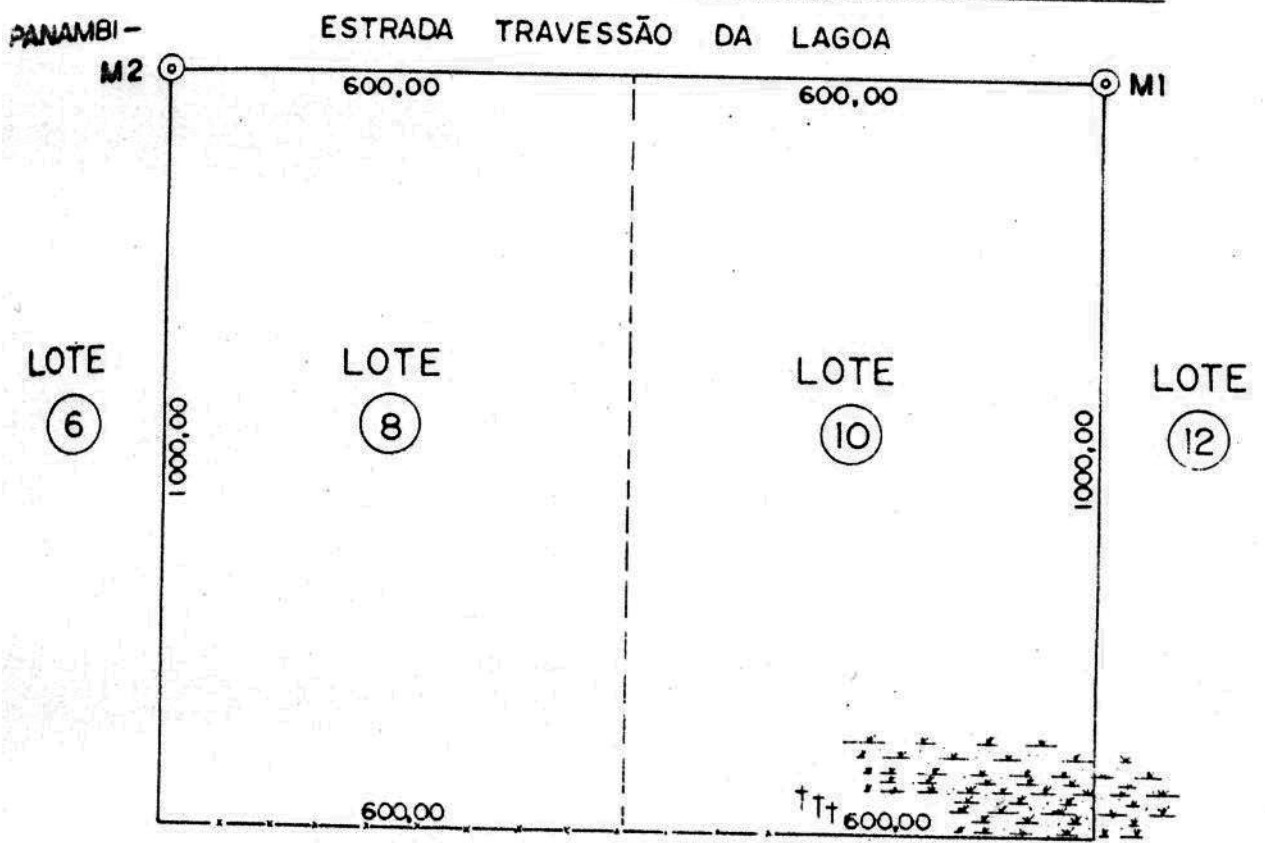 PANAMBI- ESTRADA TRAVESSÃO DA LAGOA
M2 600,00 600,00 M1
LOTE LOTE LOTE LOTE
6 8 10 12
1000,00 1000,00
600,00 600,00